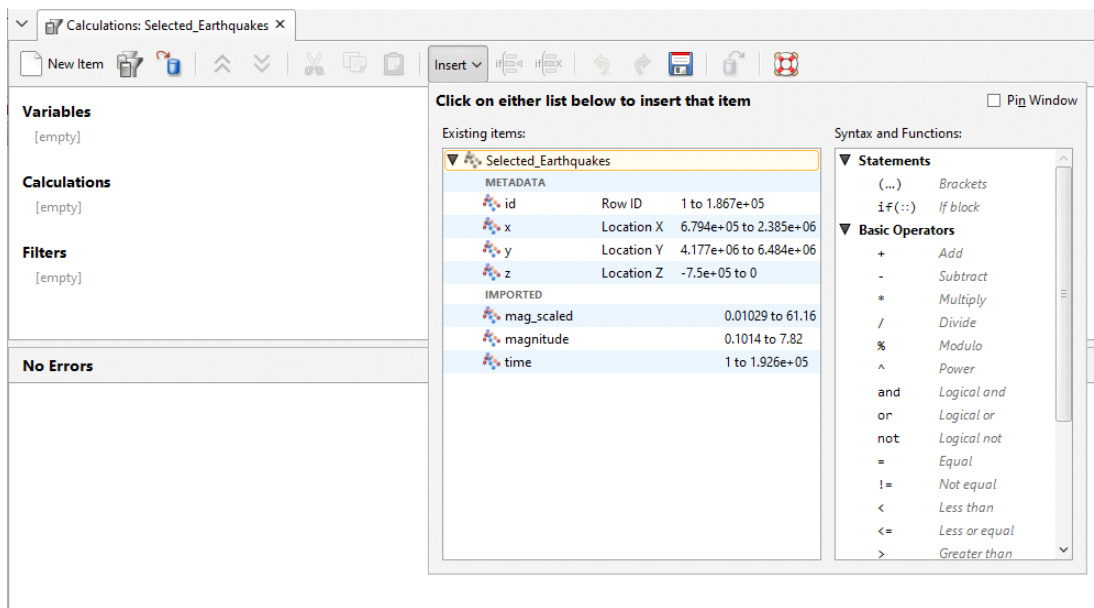 Calculations: Selected_Earthquakes ×
New Item
Insert
if
if
Click on either list below to insert that item
Pin Window
Variables
[empty]
Calculations
[empty]
Filters
[empty]
No Errors
Existing items:
Selected_Earthquakes
METADATA
id Row ID 1 to 1.867e+05
x Location X 6.794e+05 to 2.385e+06
y Location Y 4.177e+06 to 6.484e+06
z Location Z -7.5e+05 to 0
IMPORTED
mag_scaled 0.01029 to 61.16
magnitude 0.1014 to 7.82
time 1 to 1.926e+05
Syntax and Functions:
Statements
(...) Brackets
if(::) If block
Basic Operators
+ Add
- Subtract
* Multiply
/ Divide
% Modulo
^ Power
and Logical and
or Logical or
not Logical not
= Equal
!= Not equal
< Less than
<= Less or equal
> Greater than